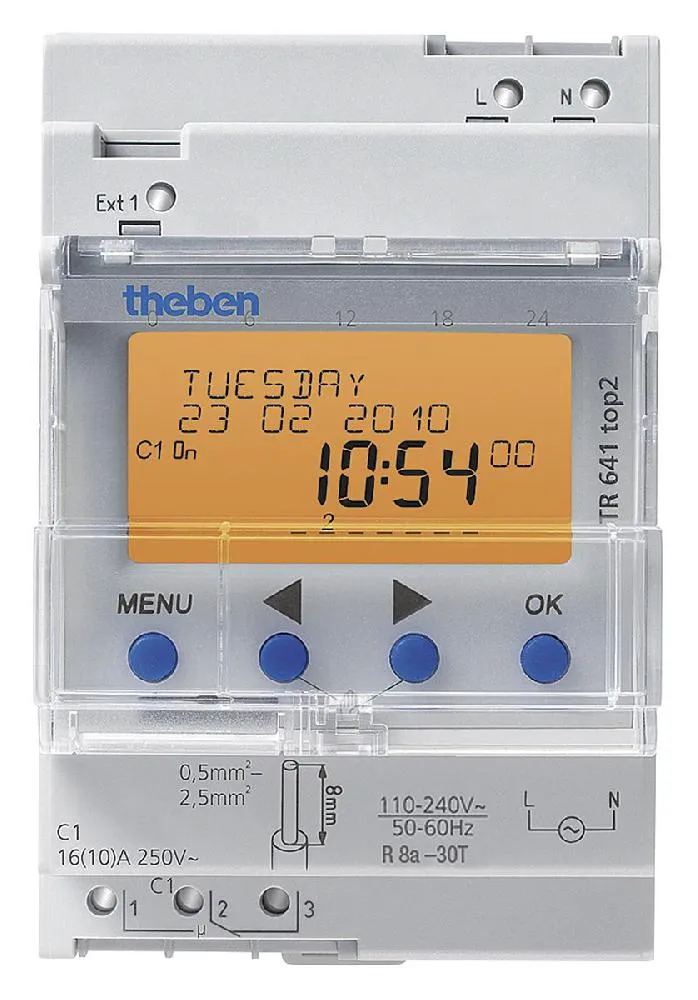 L N
Ext 1
theben
0 6 12 18 24
TUESDAY
23 02 2010
C1 On 10:54 00
2
TR 641 top2
MENU OK
0,5mm²–
2,5mm²
8mm
110-240V~
50-60Hz
R 8a –30T
L N
C1
16(10)A 250V~
C1
1 2 3
µ